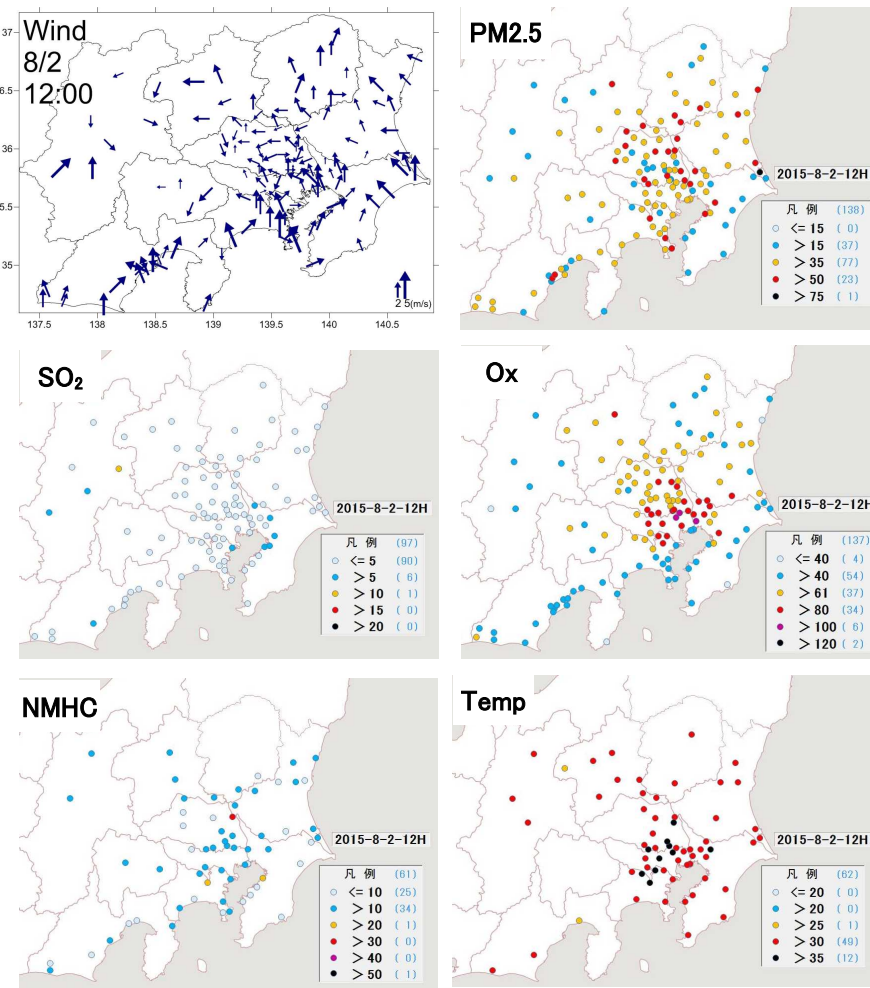 Wind
8/2
12:00
37
6.5
36
5.5
35
137.5 138 138.5 139 139.5 140 140.5
2 5(m/s)
PM2.5
2015-8-2-12H
凡 例 (138)
<= 15 ( 0)
> 15 (37)
> 35 (77)
> 50 (23)
> 75 ( 1)
SO₂
2015-8-2-12H
凡 例 (97)
<= 5 (90)
> 5 ( 6)
> 10 ( 1)
> 15 ( 0)
> 20 ( 0)
Ox
2015-8-2-12H
凡 例 (137)
<= 40 ( 4)
> 40 (54)
> 61 (37)
> 80 (34)
> 100 ( 6)
> 120 ( 2)
NMHC
2015-8-2-12H
凡 例 (61)
<= 10 (25)
> 10 (34)
> 20 ( 1)
> 30 ( 0)
> 40 ( 0)
> 50 ( 1)
Temp
2015-8-2-12H
凡 例 (62)
<= 20 ( 0)
> 20 ( 0)
> 25 ( 1)
> 30 (49)
> 35 (12)